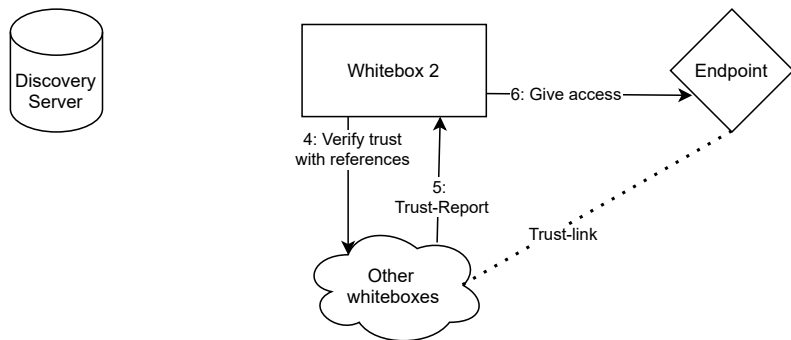 Discovery
Server
Whitebox 2
Endpoint
6: Give access
4: Verify trust
with references
5:
Trust-Report
Trust-link
Other
whiteboxes